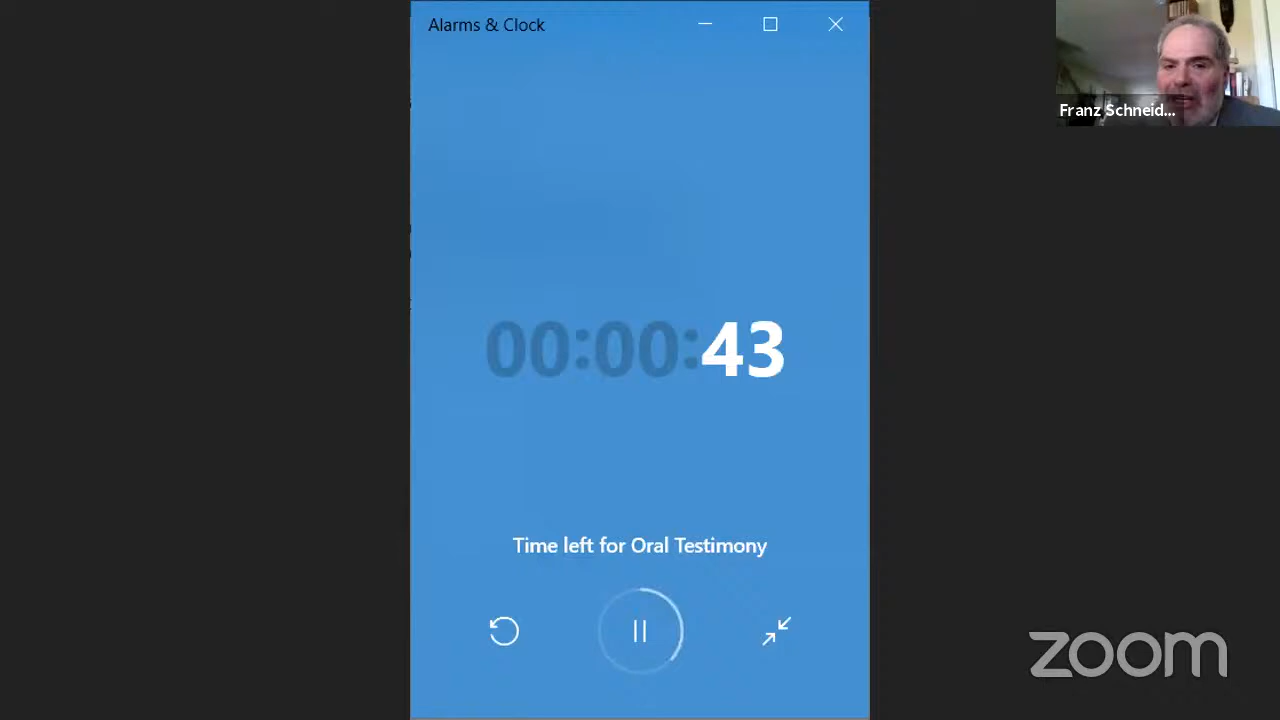 Alarms & Clock
Franz Schneid...
00:00:43
Time left for Oral Testimony
zoom